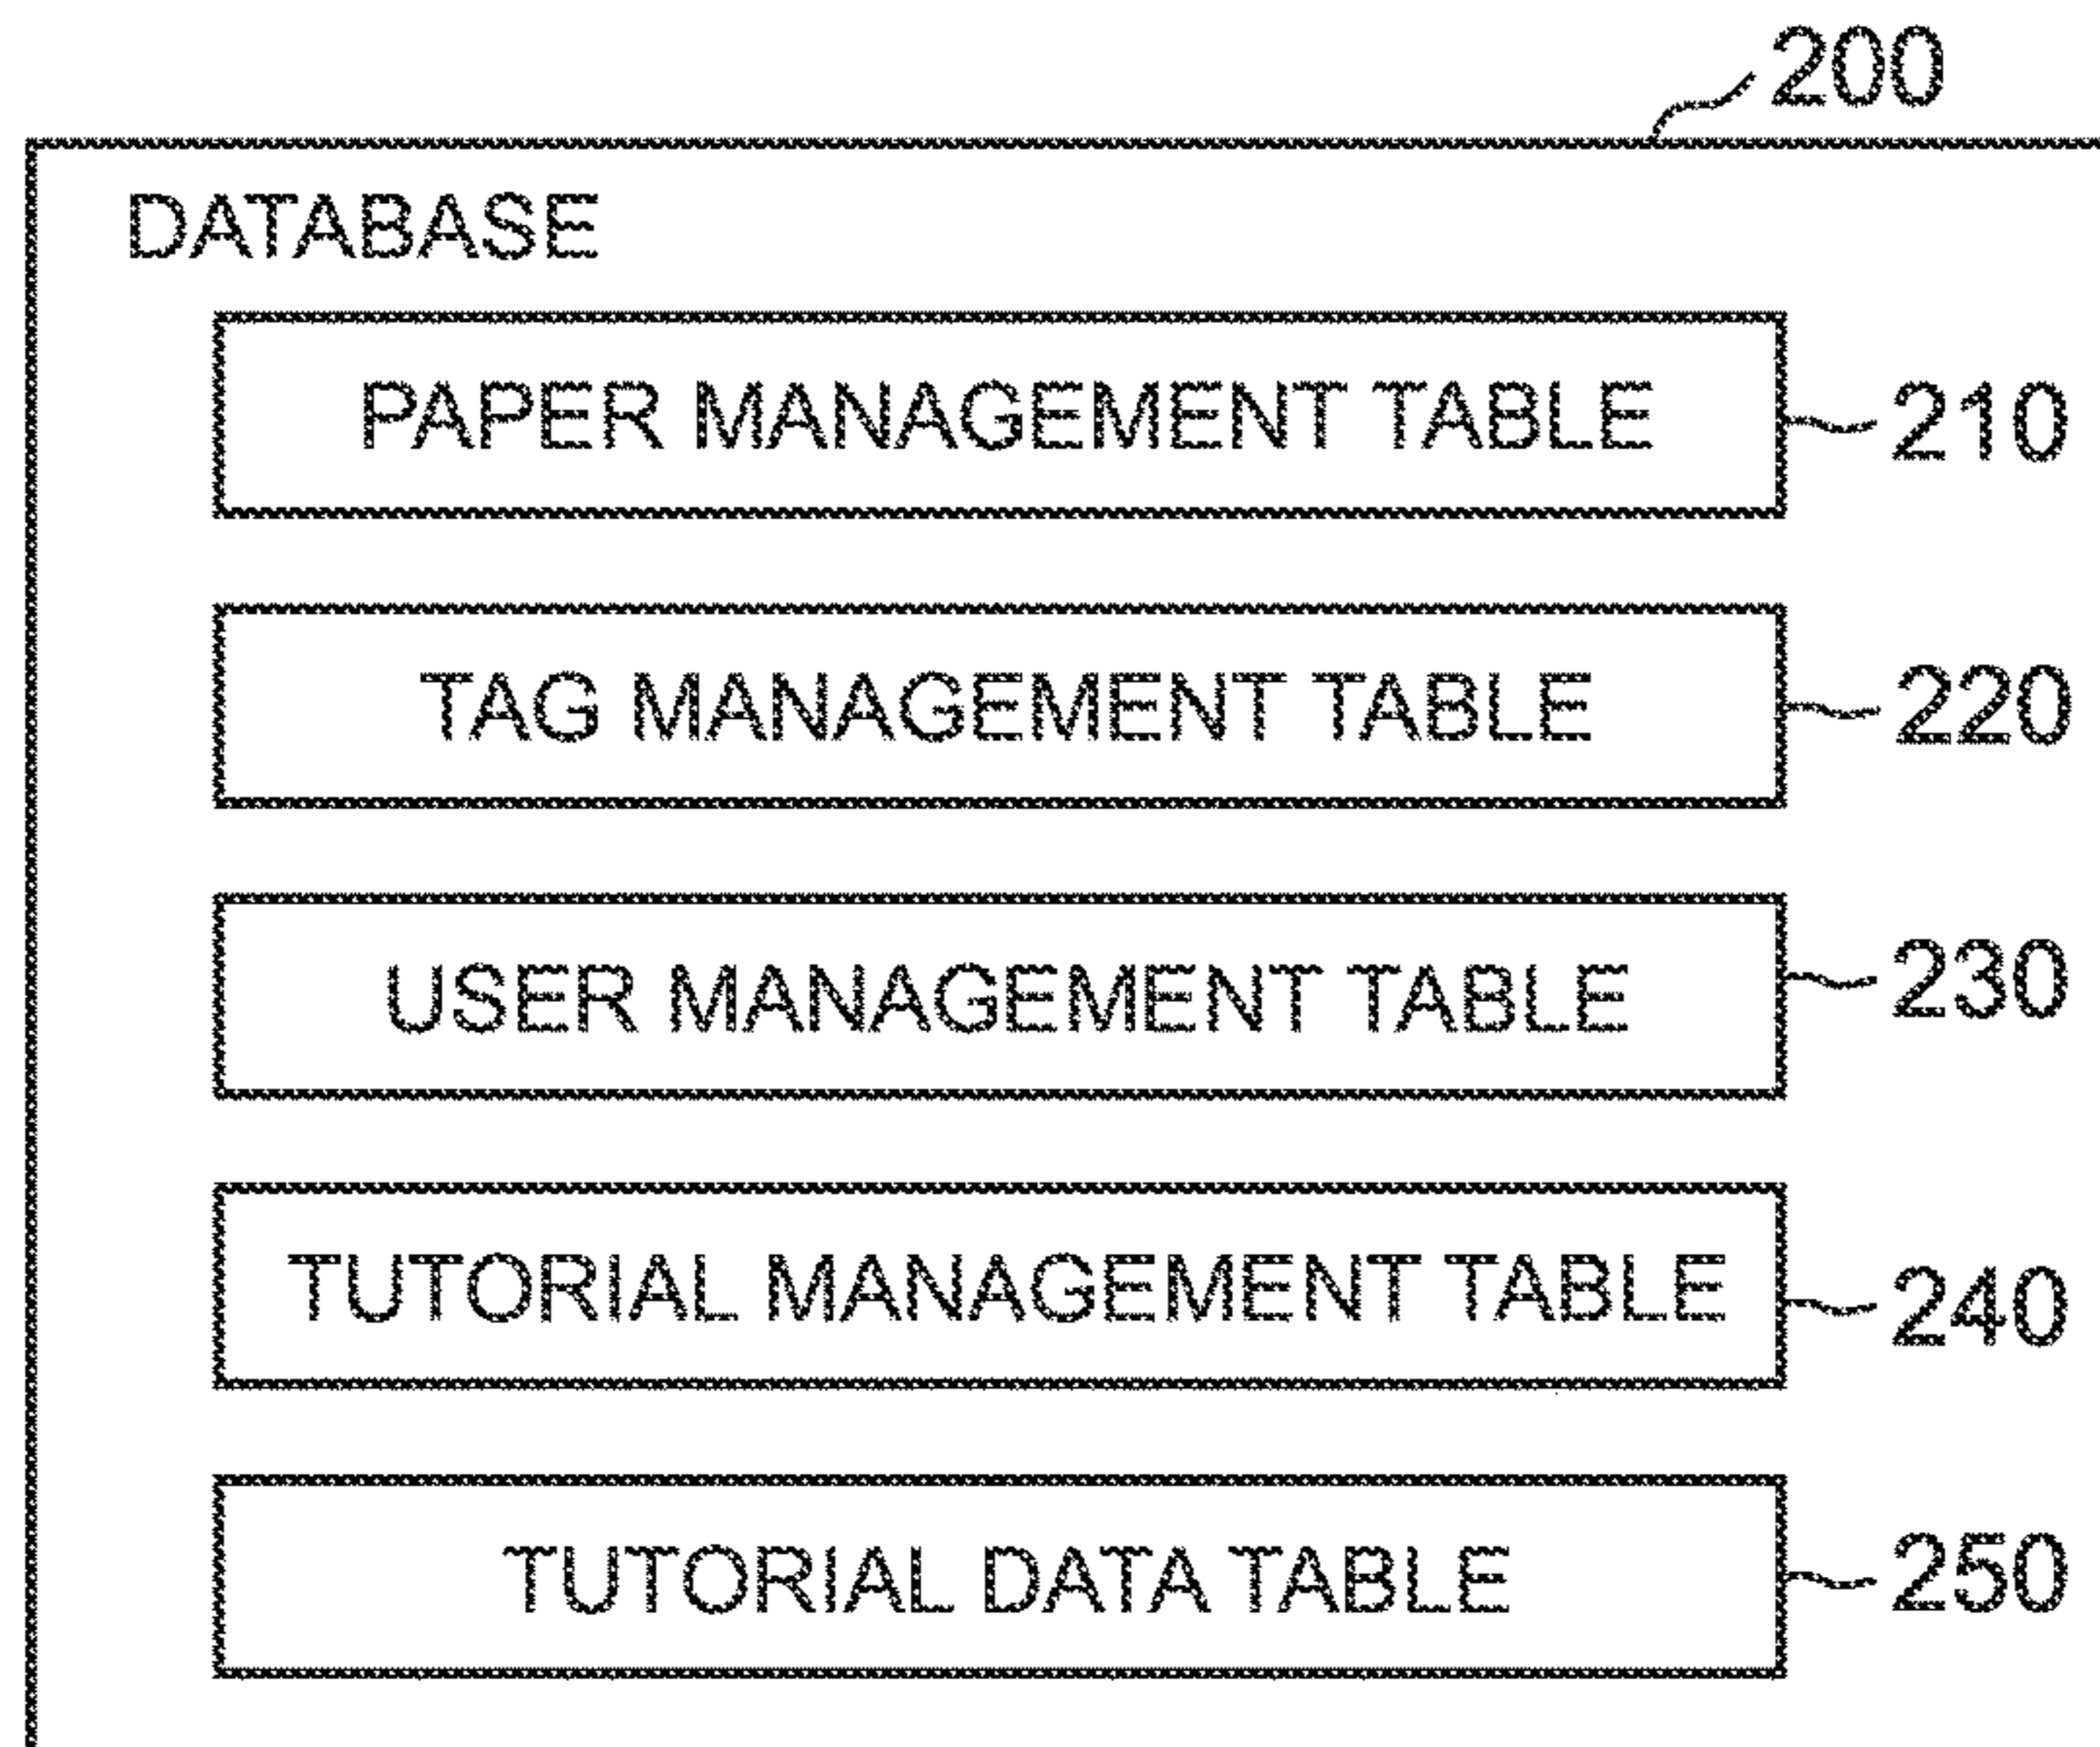 200
DATABASE
PAPER MANAGEMENT TABLE 210
TAG MANAGEMENT TABLE 220
USER MANAGEMENT TABLE 230
TUTORIAL MANAGEMENT TABLE 240
TUTORIAL DATA TABLE 250